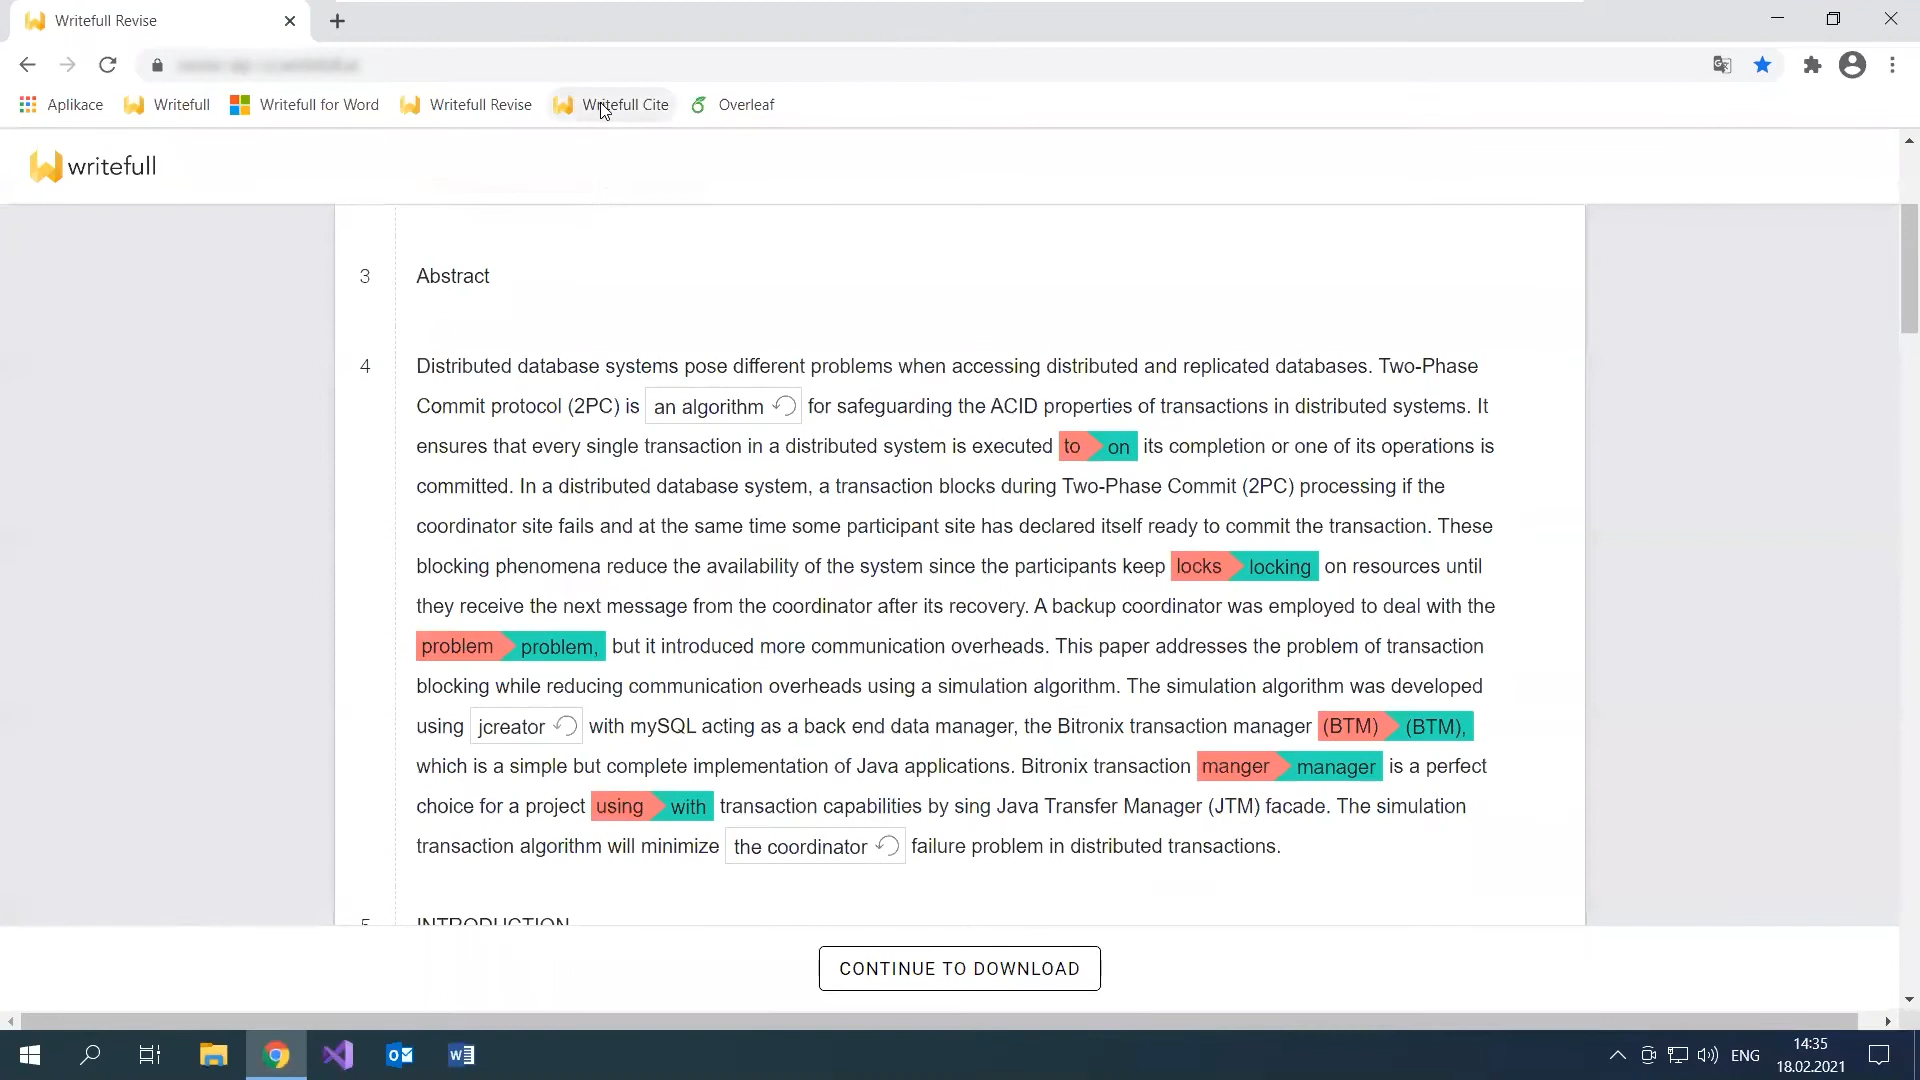 Writefull Revise
Aplikace Writefull Writefull for Word Writefull Revise Writefull Cite Overleaf
writefull
3 Abstract
4 Distributed database systems pose different problems when accessing distributed and replicated databases. Two-Phase
Commit protocol (2PC) is an algorithm for safeguarding the ACID properties of transactions in distributed systems. It
ensures that every single transaction in a distributed system is executed to on its completion or one of its operations is
committed. In a distributed database system, a transaction blocks during Two-Phase Commit (2PC) processing if the
coordinator site fails and at the same time some participant site has declared itself ready to commit the transaction. These
blocking phenomena reduce the availability of the system since the participants keep locks locking on resources until
they receive the next message from the coordinator after its recovery. A backup coordinator was employed to deal with the
problem problem, but it introduced more communication overheads. This paper addresses the problem of transaction
blocking while reducing communication overheads using a simulation algorithm. The simulation algorithm was developed
using jcreator with mySQL acting as a back end data manager, the Bitronix transaction manager (BTM) (BTM),
which is a simple but complete implementation of Java applications. Bitronix transaction manger manager is a perfect
choice for a project using with transaction capabilities by sing Java Transfer Manager (JTM) facade. The simulation
transaction algorithm will minimize the coordinator failure problem in distributed transactions.
5 INTRODUCTION
CONTINUE TO DOWNLOAD
ENG
14:35
18.02.2021